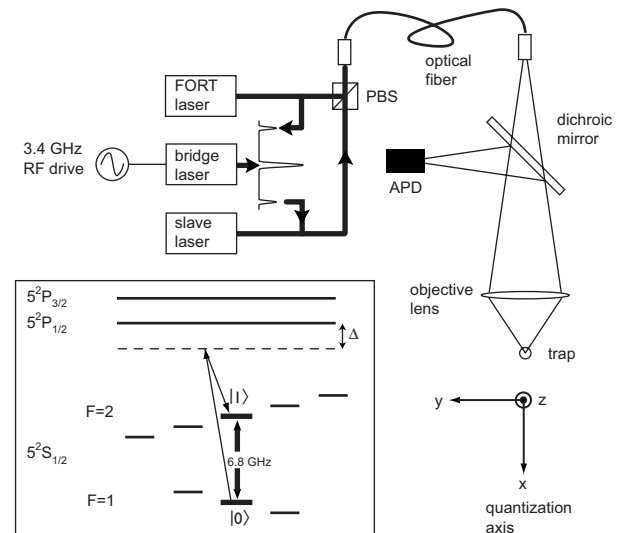 optical
fiber
FORT
laser
PBS
dichroic
mirror
3.4 GHz
RF drive
bridge
laser
APD
slave
laser
objective
lens
trap
y
z
x
quantization
axis
5²P3/2
5²P1/2
Δ
|1⟩
F=2
6.8 GHz
5²S1/2
F=1
|0⟩